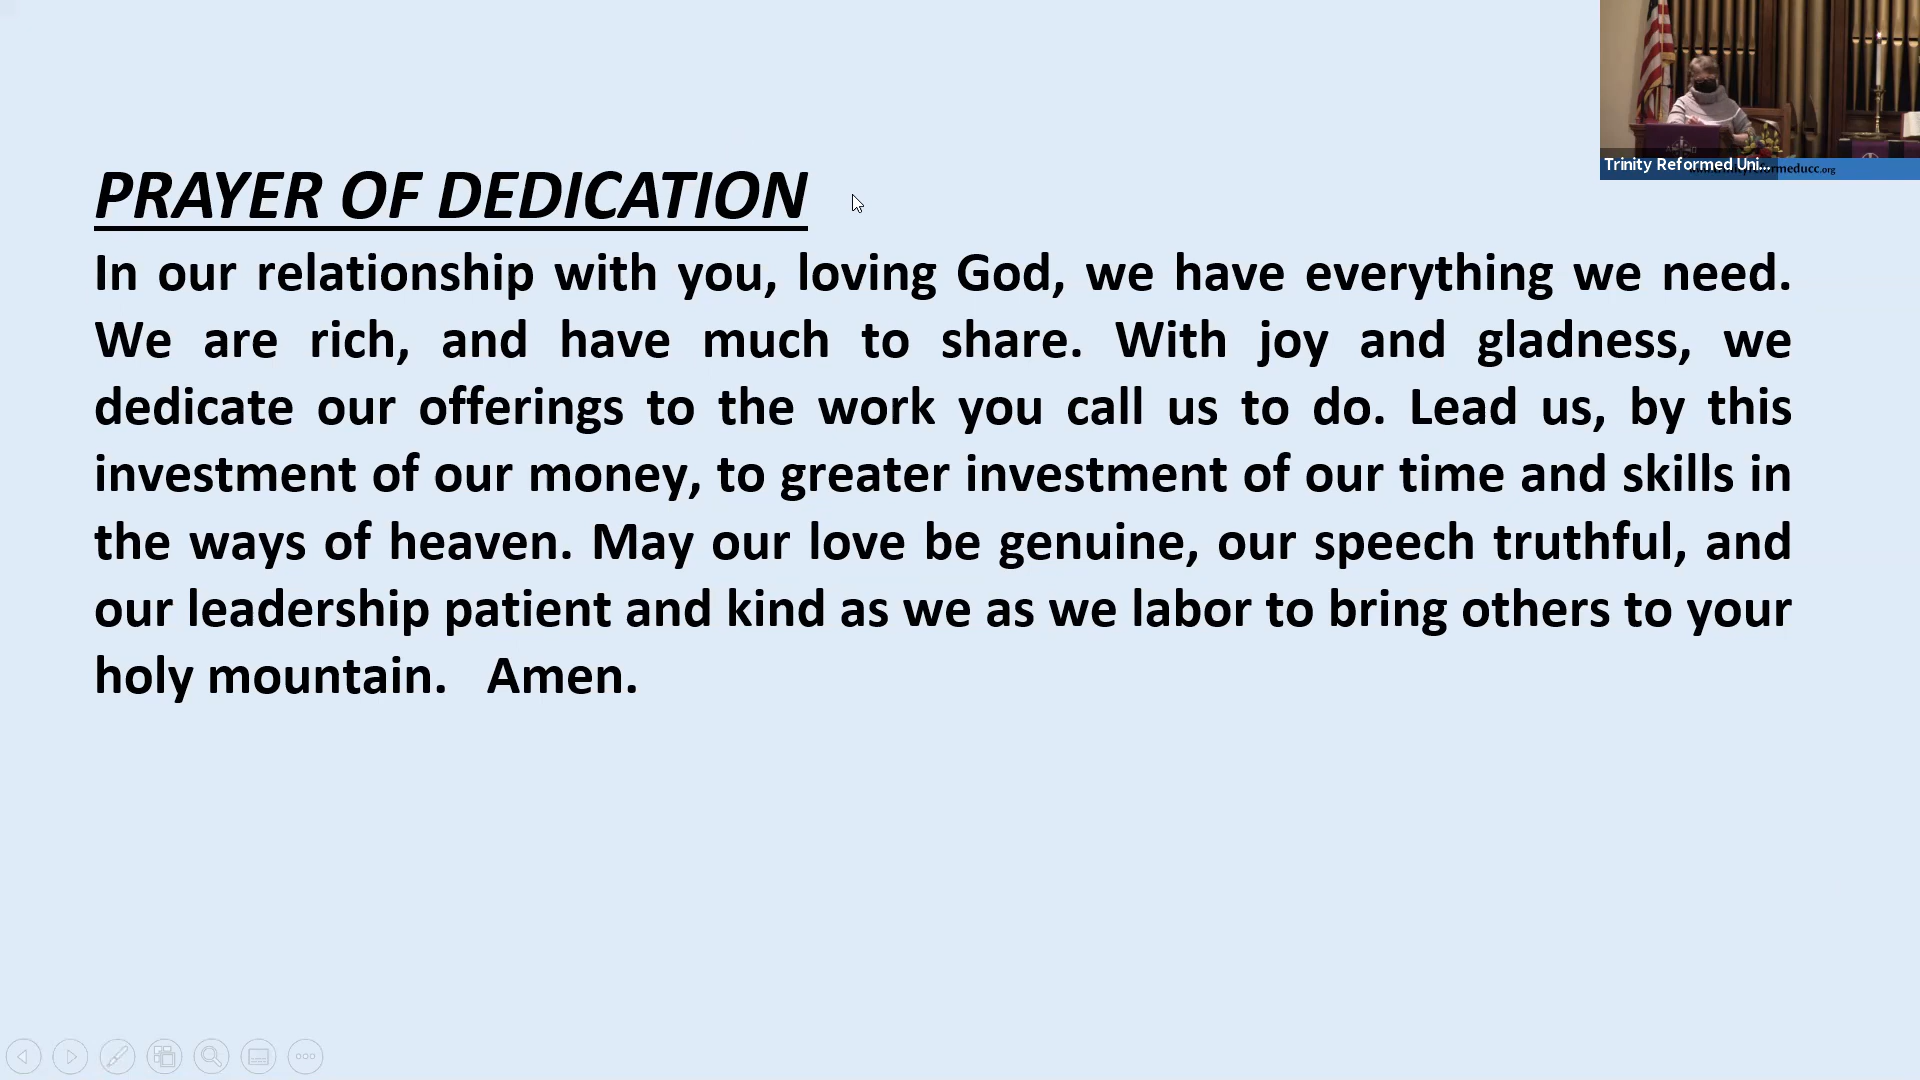 PRAYER OF DEDICATION
In our relationship with you, loving God, we have everything we need.
We are rich, and have much to share. With joy and gladness, we
dedicate our offerings to the work you call us to do. Lead us, by this
investment of our money, to greater investment of our time and skills in
the ways of heaven. May our love be genuine, our speech truthful, and
our leadership patient and kind as we as we labor to bring others to your
holy mountain.   Amen.
Trinity Reformed Uni...